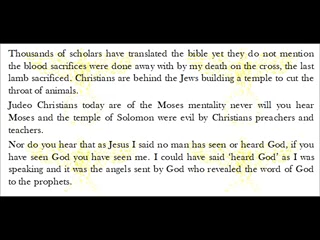 Thousands of scholars have translated the bible yet they do not mention
the blood sacrifices were done away with by my death on the cross, the last
lamb sacrificed. Christians are behind the Jews building a temple to cut the
throat of animals.
Judeo Christians today are of the Moses mentality never will you hear
Moses and the temple of Solomon were evil by Christians preachers and
teachers.
Nor do you hear that as Jesus I said no man has seen or heard God, if you
have seen God you have seen me. I could have said 'heard God' as I was
speaking and it was the angels sent by God who revealed the word of God
to the prophets.